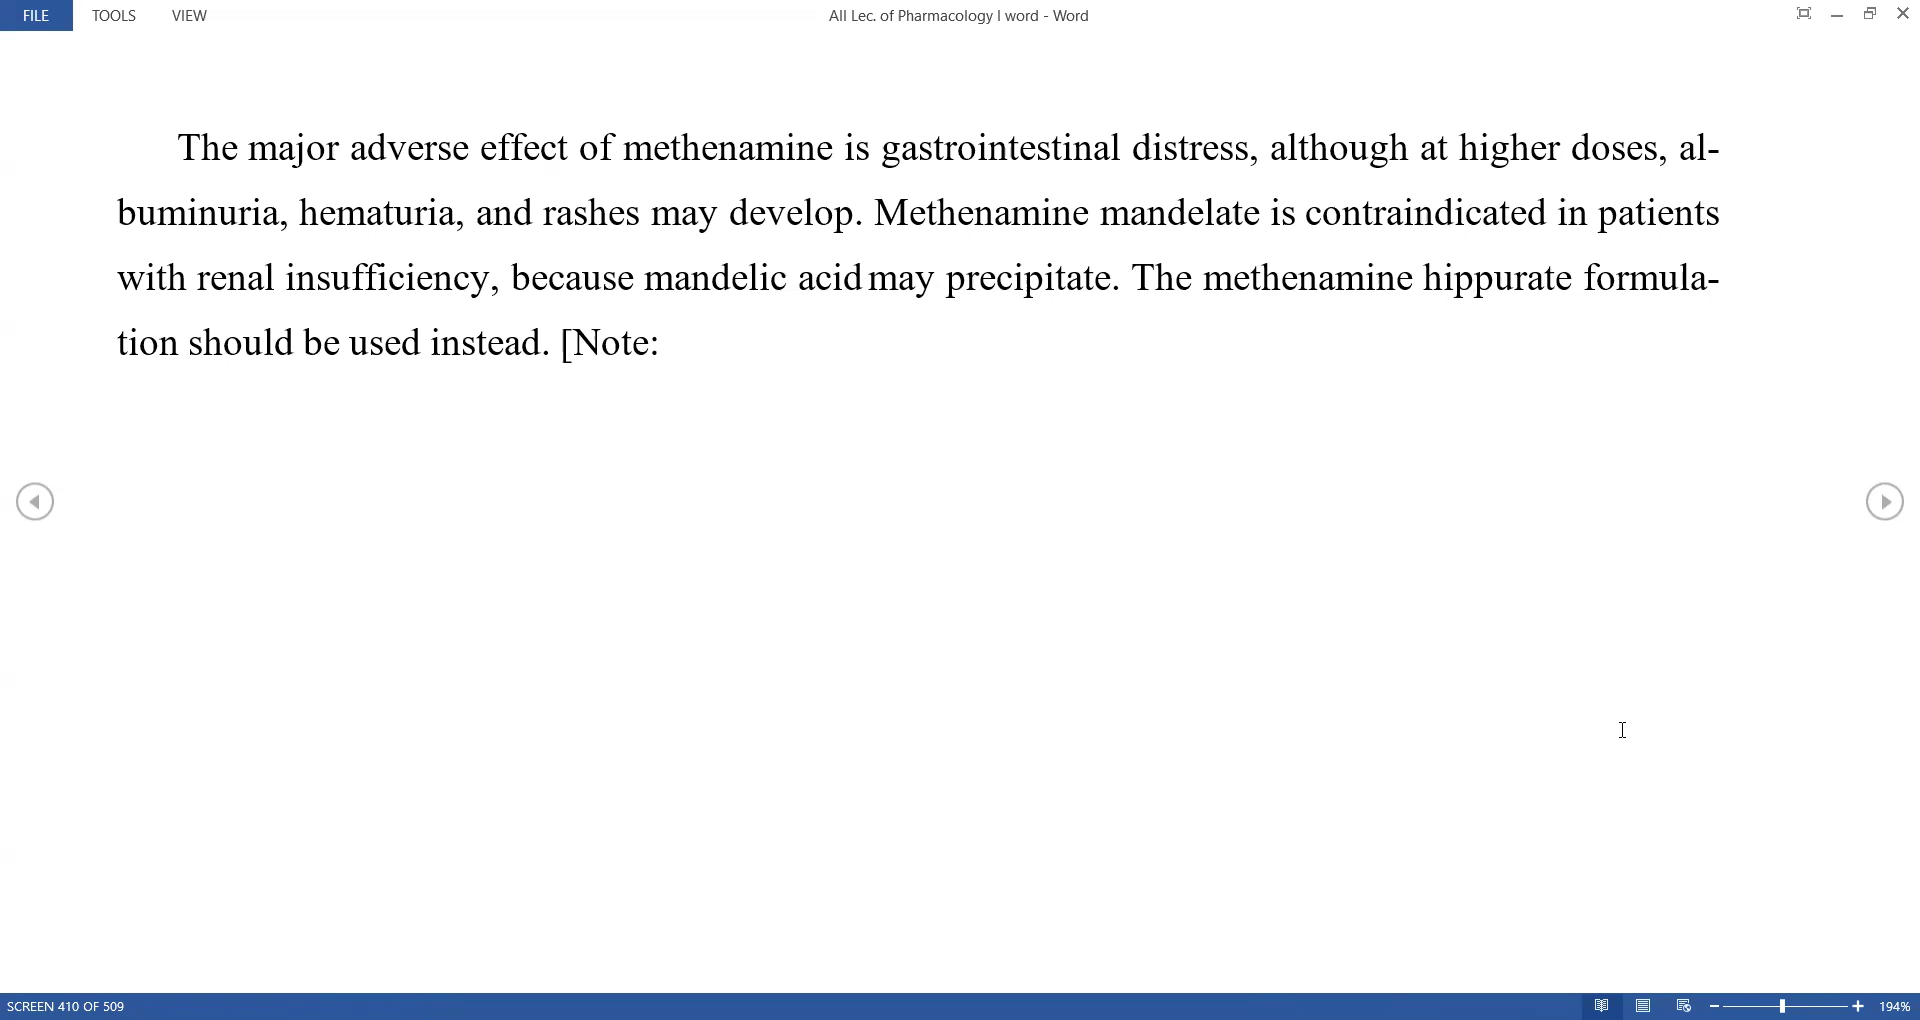 FILE TOOLS VIEW All Lec. of Pharmacology I word - Word
The major adverse effect of methenamine is gastrointestinal distress, although at higher doses, al-
buminuria, hematuria, and rashes may develop. Methenamine mandelate is contraindicated in patients
with renal insufficiency, because mandelic acid may precipitate. The methenamine hippurate formula-
tion should be used instead. [Note:
SCREEN 410 OF 509 194%